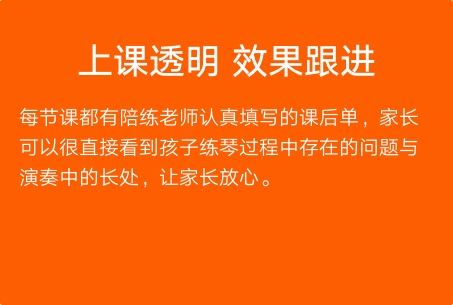 上课透明 效果跟进
每节课都有陪练老师认真填写的课后单，家长
可以很直接看到孩子练琴过程中存在的问题与
演奏中的长处，让家长放心。